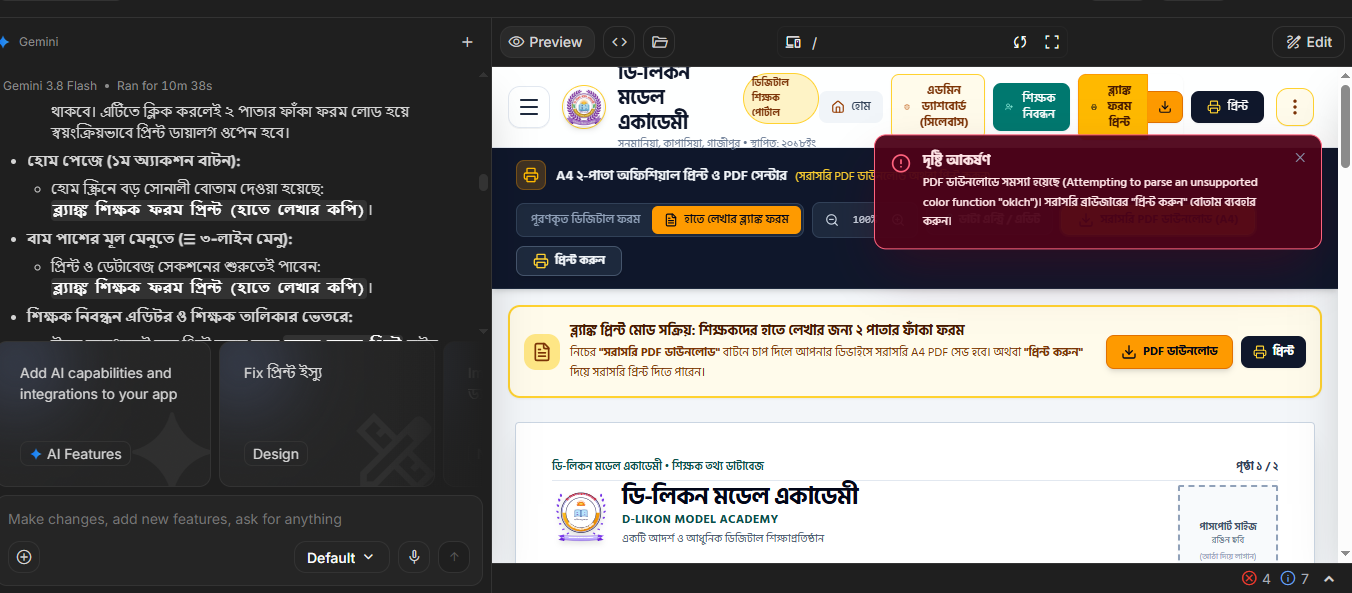 Gemini
Gemini 3.8 Flash • Ran for 10m 38s
থাকবে। এটিতে ক্লিক করলেই ২ পাতার ফাঁকা ফরম লোড হয়ে
স্বয়ংক্রিয়ভাবে প্রিন্ট ডায়ালগ ওপেন হবে।
• হোম পেজে (১ম অ্যাকশন বাটন):
হোম স্ক্রিনে বড় সোনালী বোতাম দেওয়া হয়েছে:
ব্ল্যাঙ্ক শিক্ষক ফরম প্রিন্ট (হাতে লেখার কপি)।
• বাম পাশের মূল মেনুতে (☰ ৩-লাইন মেনু):
প্রিন্ট ও ডেটাবেজ সেকশনের শুরুতেই পাবেন:
ব্ল্যাঙ্ক শিক্ষক ফরম প্রিন্ট (হাতে লেখার কপি)।
• শিক্ষক নিবন্ধন এডিটর ও শিক্ষক তালিকার ভেতরে:
Add AI capabilities and
integrations to your app
AI Features
Fix প্রিন্ট ইস্যু
Design
Make changes, add new features, ask for anything
Default
Preview
/
Edit
ডি-লিকন
মডেল
একাডেমী
সনমানিয়া, কাপাসিয়া, গাজীপুর • স্থাপিত: ২০১৮ইং
ডিজিটাল
শিক্ষক
পোর্টাল
হোম
এডমিন
ড্যাশবোর্ড
(সিলেবাস)
শিক্ষক
নিবন্ধন
ব্ল্যাঙ্ক
ফরম
প্রিন্ট
প্রিন্ট
A4 ২-পাতা অফিশিয়াল প্রিন্ট ও PDF সেন্টার (সরাসরি PDF
পূরণকৃত ডিজিটাল ফরম
হাতে লেখার ব্ল্যাঙ্ক ফরম
প্রিন্ট করুন
দৃষ্টি আকর্ষণ
PDF ডাউনলোডে সমস্যা হয়েছে (Attempting to parse an unsupported
color function "oklch")। সরাসরি ব্রাউজারের "প্রিন্ট করুন" বোতাম ব্যবহার
করুন।
ব্ল্যাঙ্ক প্রিন্ট মোড সক্রিয়: শিক্ষকদের হাতে লেখার জন্য ২ পাতার ফাঁকা ফরম
নিচের "সরাসরি PDF ডাউনলোড" বাটনে চাপ দিলে আপনার ডিভাইসে সরাসরি A4 PDF সেভ হবে। অথবা "প্রিন্ট করুন"
দিয়ে সরাসরি প্রিন্ট দিতে পারেন।
PDF ডাউনলোড
প্রিন্ট
ডি-লিকন মডেল একাডেমী • শিক্ষক তথ্য ডাটাবেজ
পৃষ্ঠা ১ / ২
ডি-লিকন মডেল একাডেমী
D-LIKON MODEL ACADEMY
একটি আদর্শ ও আধুনিক ডিজিটাল শিক্ষাপ্রতিষ্ঠান
পাসপোর্ট সাইজ
রঙিন ছবি
(আঠা দিয়ে লাগান)
4
7